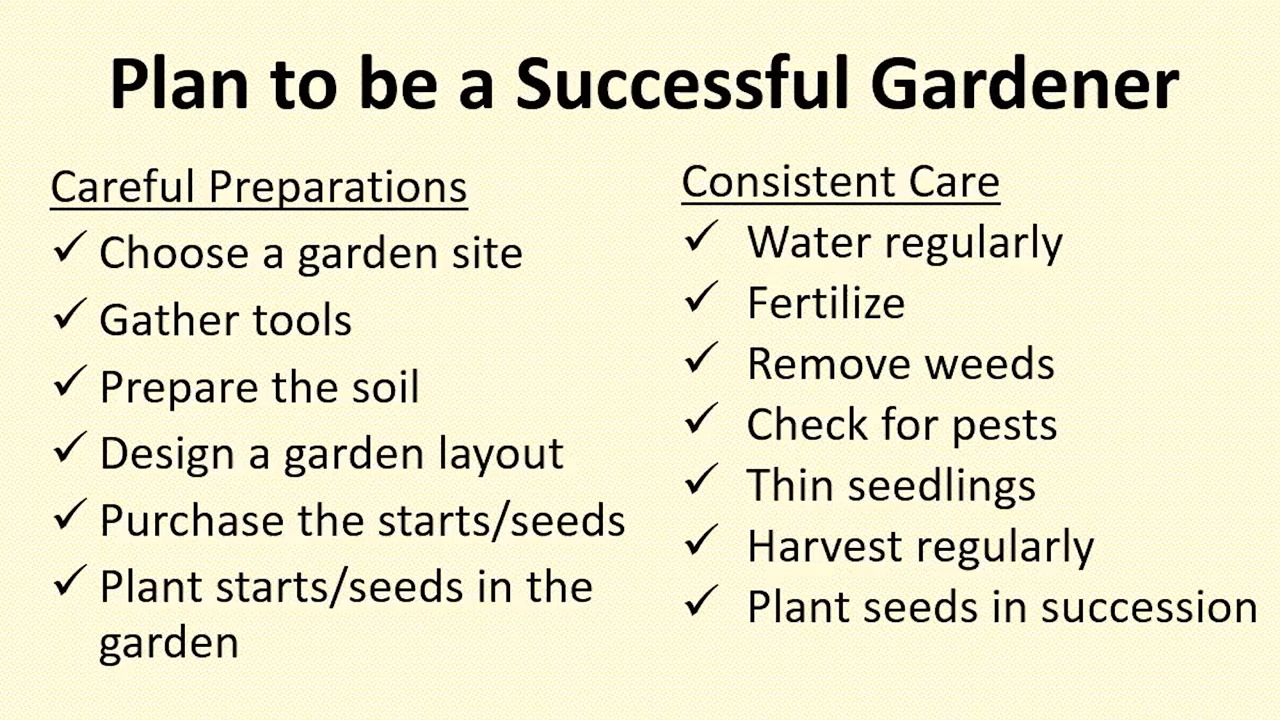 Plan to be a Successful Gardener
Careful Preparations
✓ Choose a garden site
✓ Gather tools
✓ Prepare the soil
✓ Design a garden layout
✓ Purchase the starts/seeds
✓ Plant starts/seeds in the
garden
Consistent Care
✓ Water regularly
✓ Fertilize
✓ Remove weeds
✓ Check for pests
✓ Thin seedlings
✓ Harvest regularly
✓ Plant seeds in succession